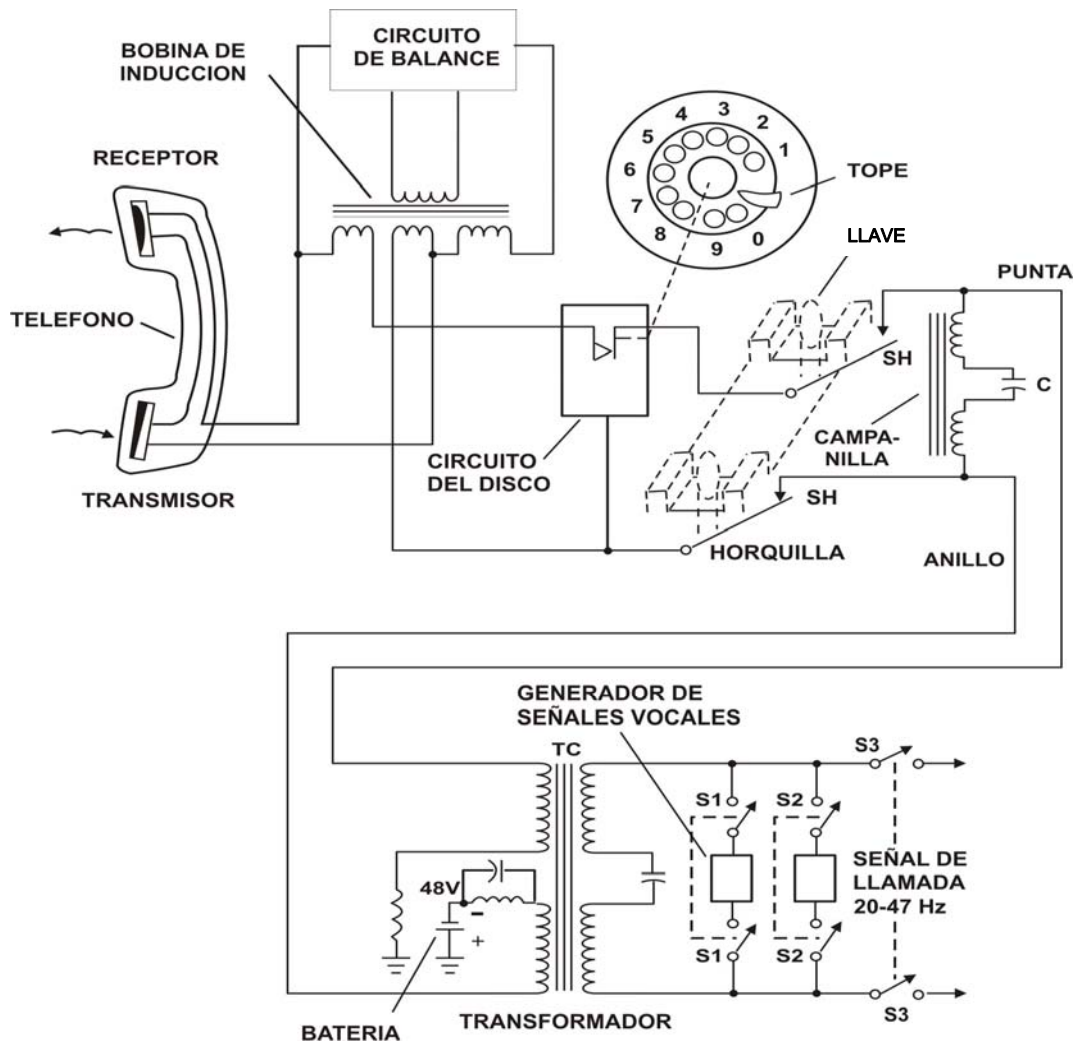 CIRCUITO
DE BALANCE
BOBINA DE
INDUCCION
RECEPTOR
TELEFONO
TRANSMISOR
4
3
2
5
1
6
7
8
9
0
TOPE
LLAVE
PUNTA
SH
C
CAMPA-
NILLA
CIRCUITO
DEL DISCO
SH
HORQUILLA
ANILLO
GENERADOR DE
SEÑALES VOCALES
TC
S3
S1
S2
48V
-
+
SEÑAL DE
LLAMADA
20-47 Hz
S1
S2
S3
BATERIA
TRANSFORMADOR